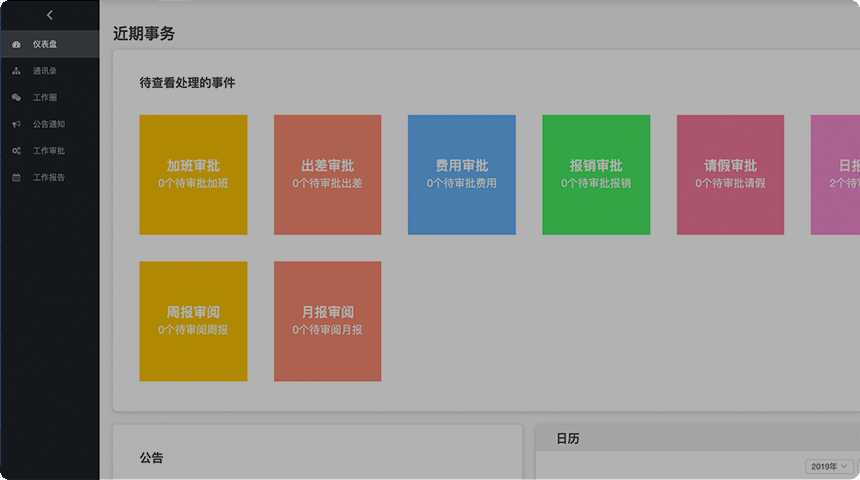 近期事务
仪表盘
通讯录
工作圈
公告通知
工作审批
工作报告
待查看处理的事件
加班审批
0个待审批加班
出差审批
0个待审批出差
费用审批
0个待审批费用
报销审批
0个待审批报销
请假审批
0个待审批请假
日报
2个待审
周报审阅
0个待审阅周报
月报审阅
0个待审阅月报
公告
日历
2019年